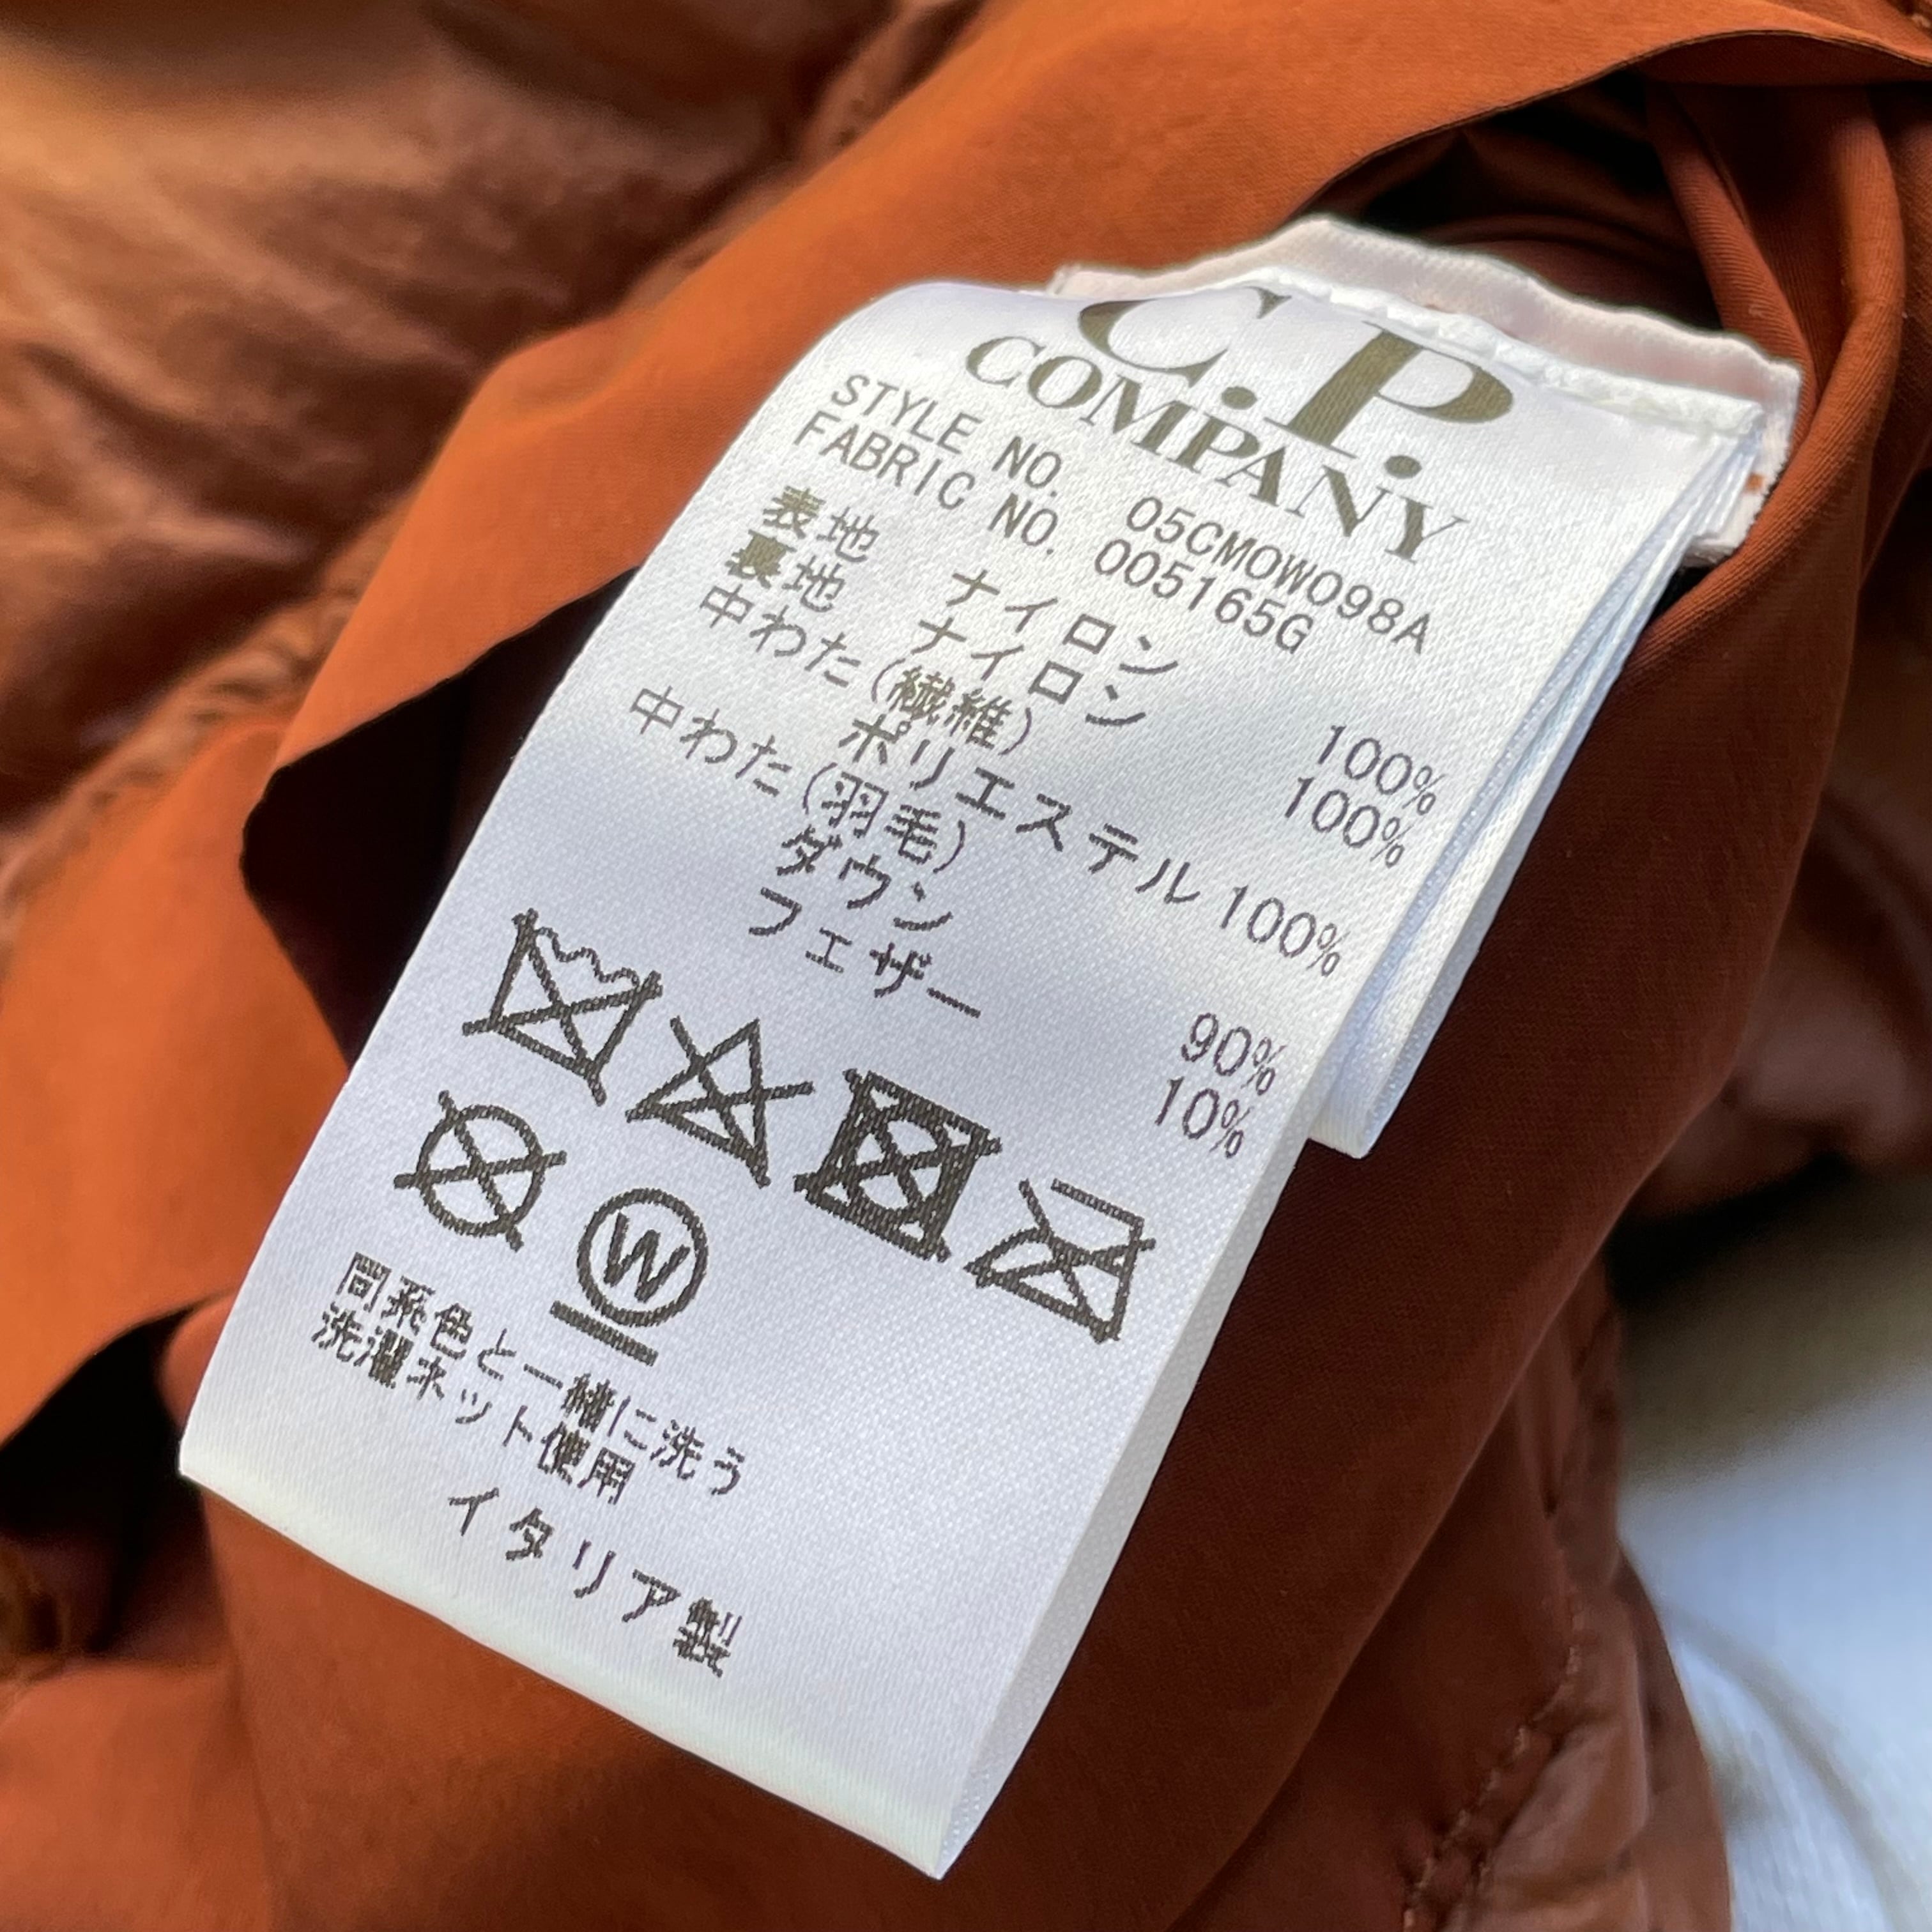 C.P.
COMPANY
STYLE NO. 05CMOW098A
FABRIC NO. 005165G
表地 ナイロン 100%
裏地 ナイロン 100%
中わた(繊維)
ポリエステル 100%
中わた(羽毛)
ダウン 90%
フェザー 10%
W
同系色と一緒に洗う
洗濯ネット使用
イタリア製